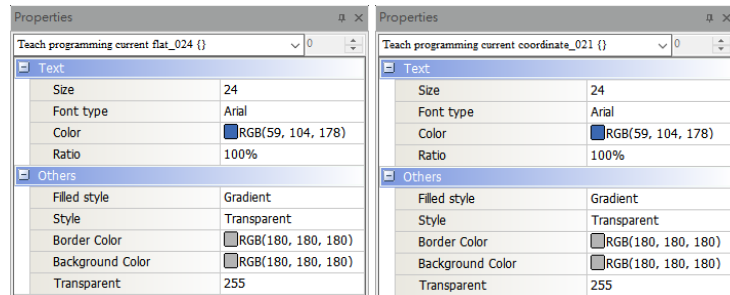 Properties
Teach programming current flat_024 {} 0
Text
Size 24
Font type Arial
Color RGB(59, 104, 178)
Ratio 100%
Others
Filled style Gradient
Style Transparent
Border Color RGB(180, 180, 180)
Background Color RGB(180, 180, 180)
Transparent 255
Properties
Teach programming current coordinate_021 {} 0
Text
Size 24
Font type Arial
Color RGB(59, 104, 178)
Ratio 100%
Others
Filled style Gradient
Style Transparent
Border Color RGB(180, 180, 180)
Background Color RGB(180, 180, 180)
Transparent 255